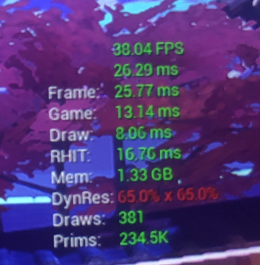 38.04 FPS
26.29 ms
Frame: 25.77 ms
Game: 13.14 ms
Draw: 8.06 ms
RHIT: 16.76 ms
Mem: 1.33 GB
DynRes: 65.0% x 65.0%
Draws: 381
Prims: 234.5K